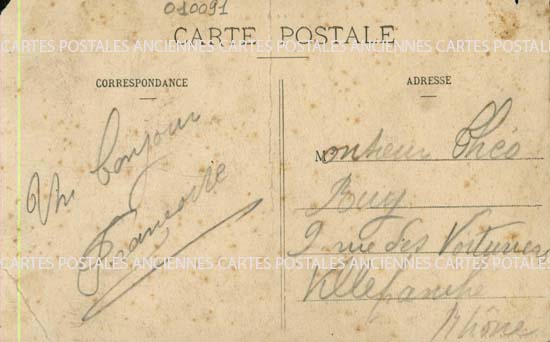 010091
CARTE POSTALE
CARTES POSTALES ANCIENNES CARTES POSTALES ANCIENNES CARTES POSTALES
CORRESPONDANCE
Un bonjour
Françoise
ADRESSE
Monsieur Théo
Buy
9 rue des Voituriers
Villefranche
Rhône
CARTES POSTALES ANCIENNES CARTES POSTALES ANCIENNES CARTES POSTALES